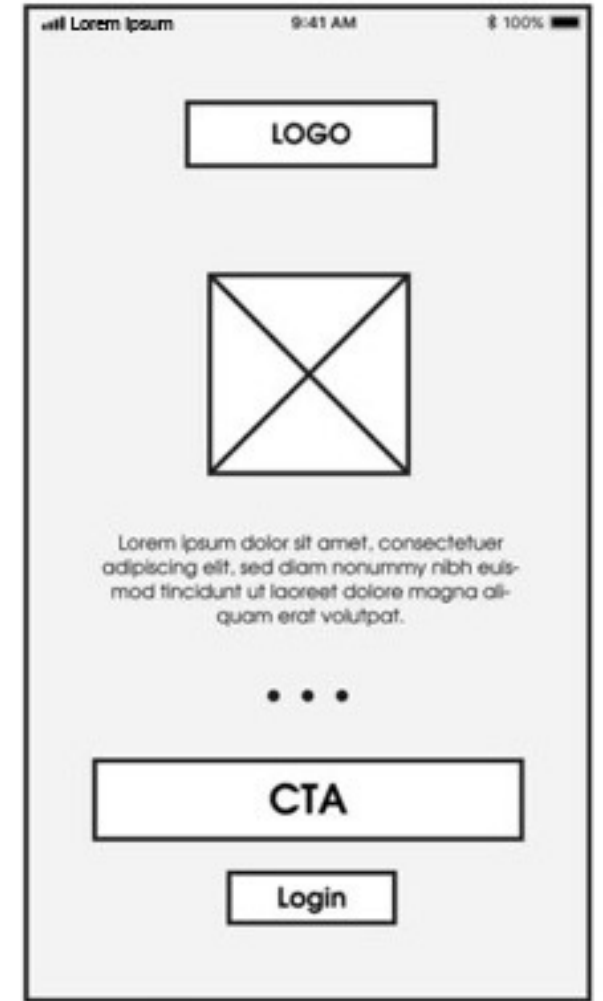 Lorem Ipsum 9:41 AM 100%
LOGO
Lorem ipsum dolor sit amet, consectetuer
adipiscing elit, sed diam nonummy nibh euis-
mod tincidunt ut laoreet dolore magna ali-
quam erat volutpat.
CTA
Login